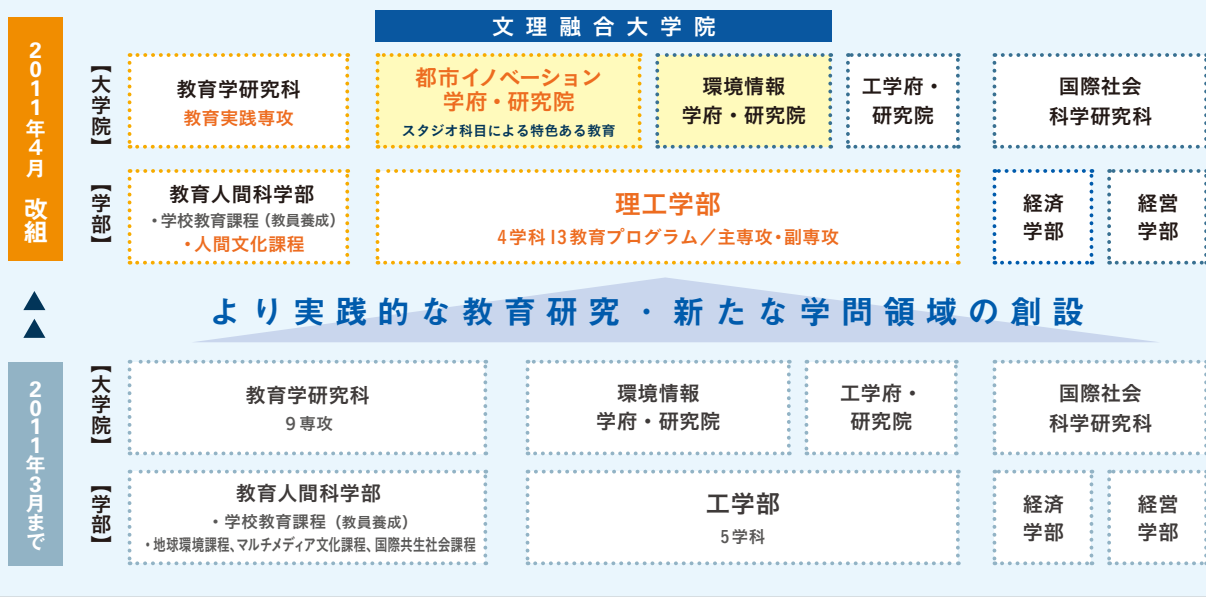 文理融合大学院
2011年4月 改組
【大学院】
教育学研究科
教育実践専攻
都市イノベーション
学府・研究院
スタジオ科目による特色ある教育
環境情報
学府・研究院
工学府・
研究院
国際社会
科学研究科
【学部】
教育人間科学部
・学校教育課程（教員養成）
・人間文化課程
理工学部
4学科13教育プログラム／主専攻・副専攻
経済
学部
経営
学部
▲
▲
より実践的な教育研究・新たな学問領域の創設
2011年3月まで
【大学院】
教育学研究科
9専攻
環境情報
学府・研究院
工学府・
研究院
国際社会
科学研究科
【学部】
教育人間科学部
・学校教育課程（教員養成）
・地球環境課程、マルチメディア文化課程、国際共生社会課程
工学部
5学科
経済
学部
経営
学部